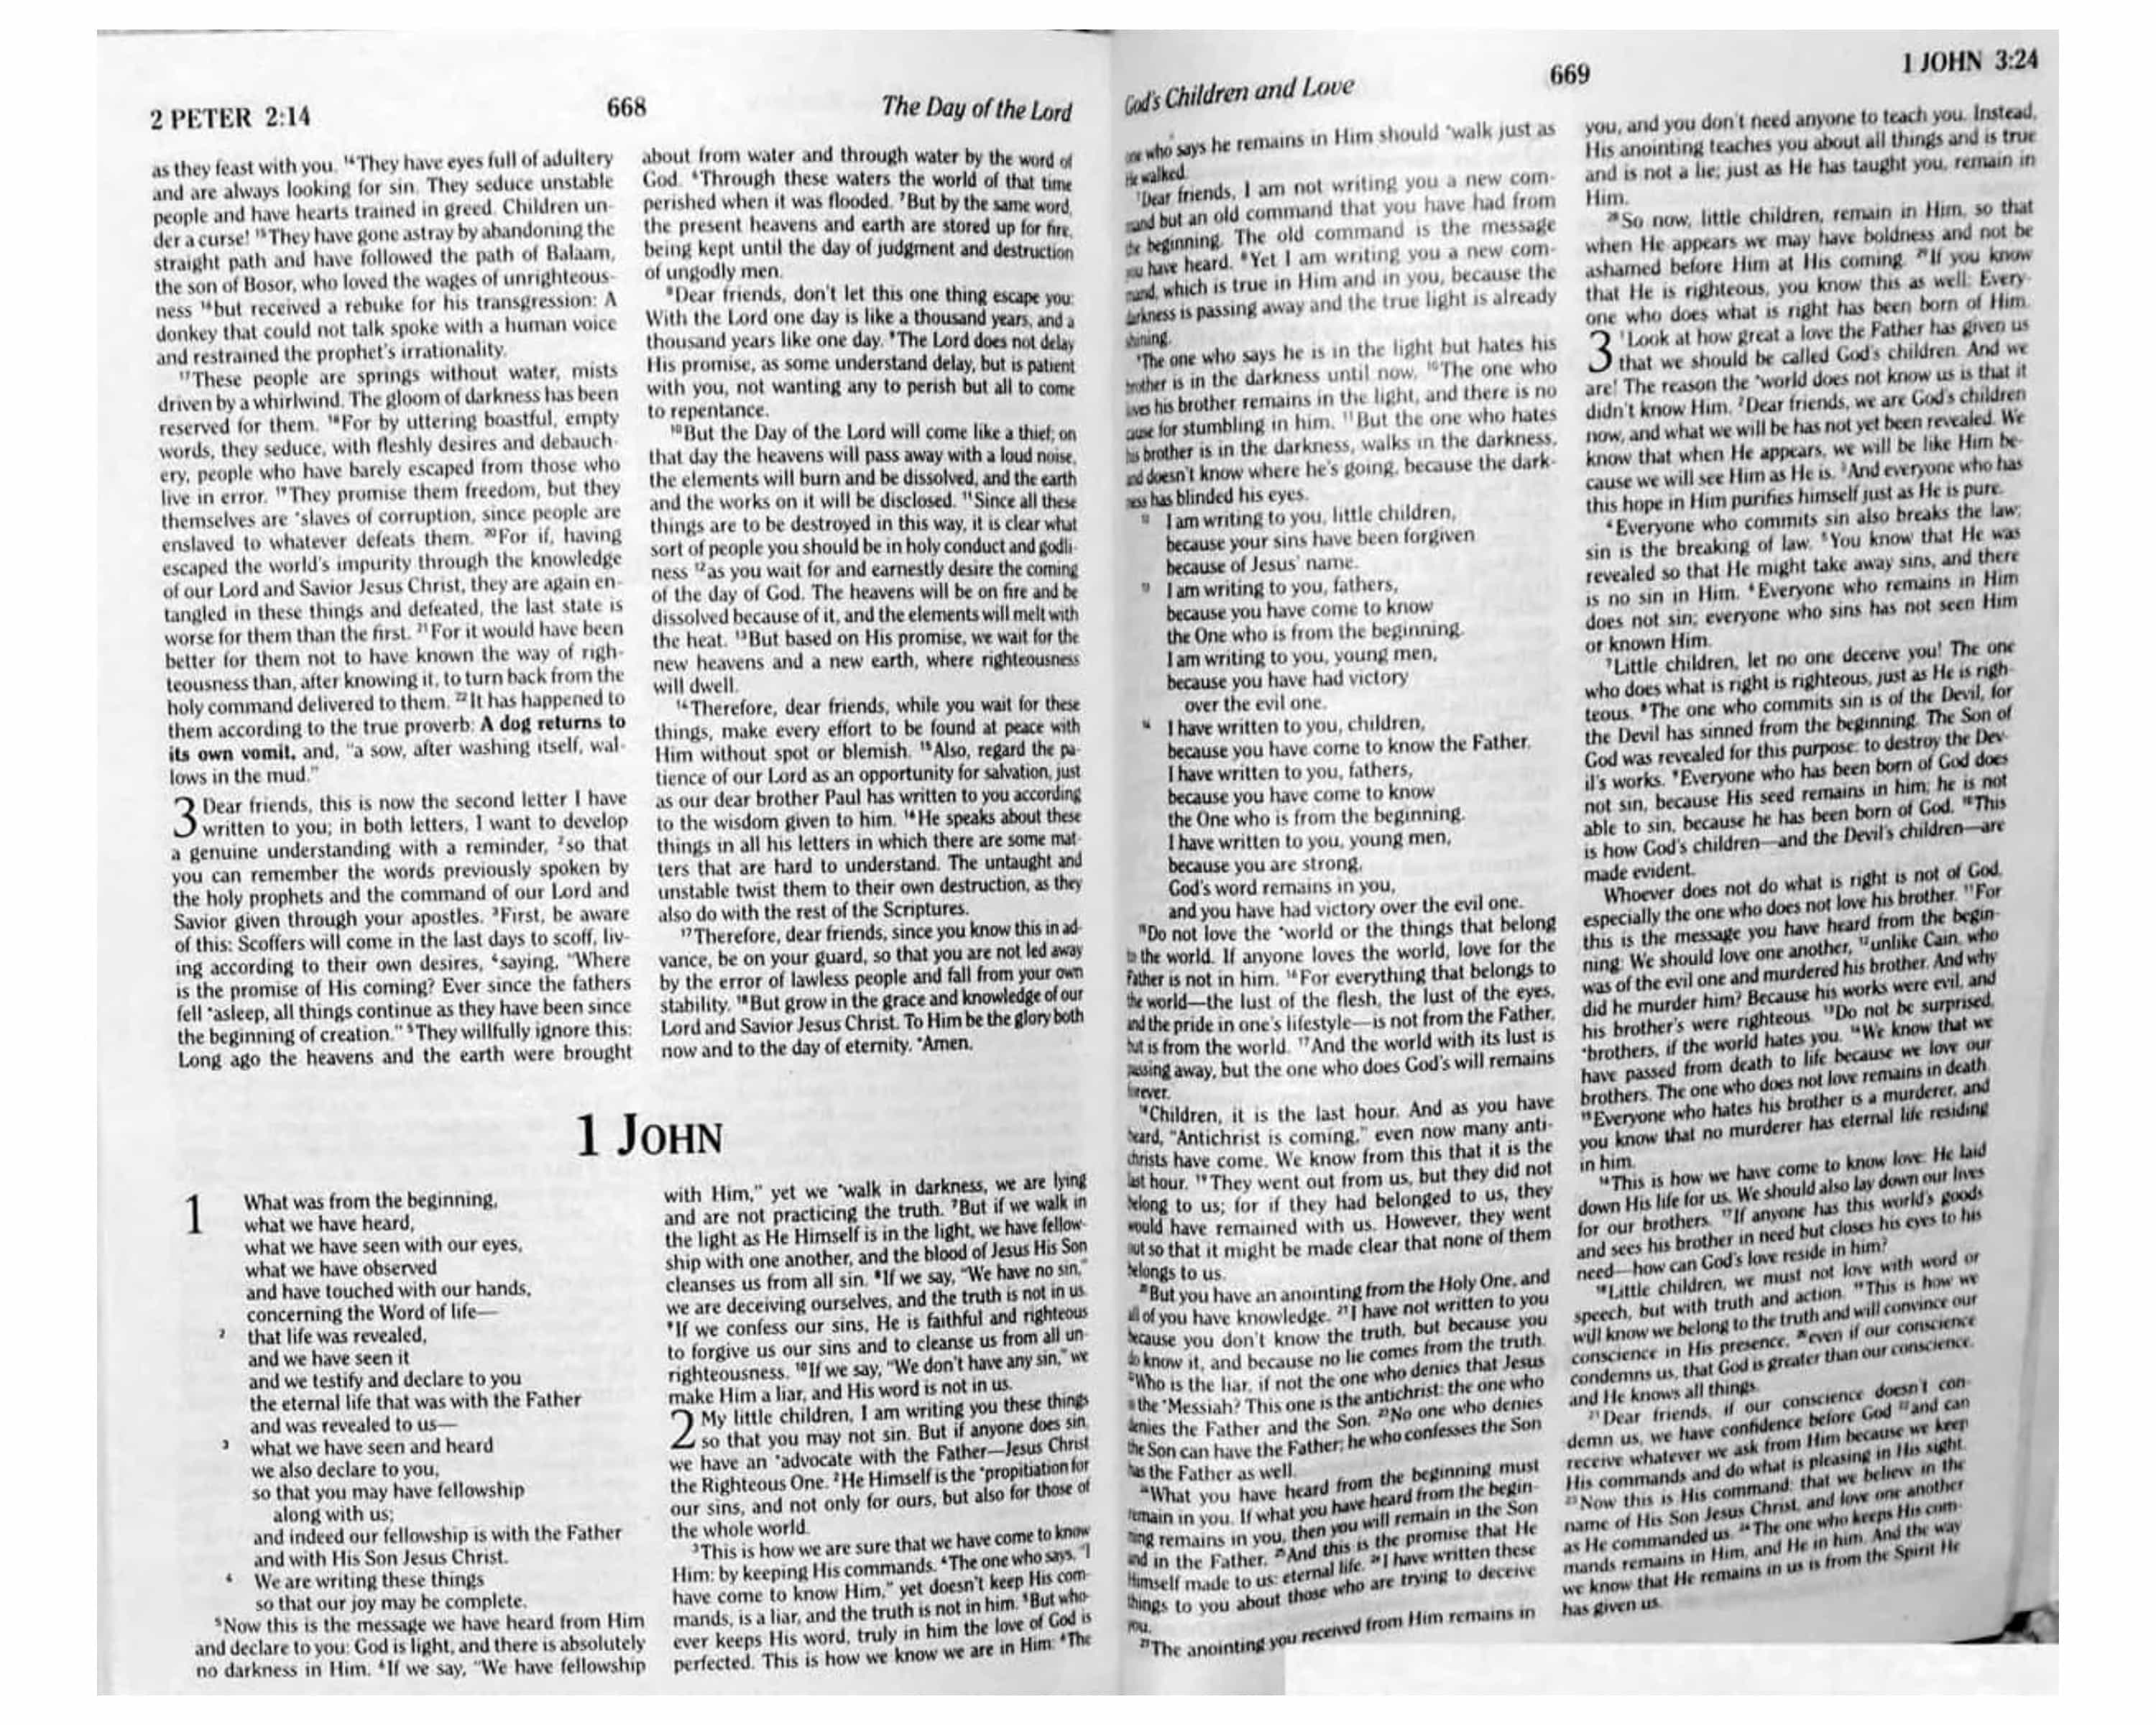 2 PETER 2:14
668
The Day of the Lord
as they feast with you. ¹⁴They have eyes full of adultery
and are always looking for sin. They seduce unstable
people and have hearts trained in greed. Children un-
der a curse! ¹⁵They have gone astray by abandoning the
straight path and have followed the path of Balaam,
the son of Bosor, who loved the wages of unrighteous-
ness ¹⁶but received a rebuke for his transgression: A
donkey that could not talk spoke with a human voice
and restrained the prophet's irrationality.
¹⁷These people are springs without water, mists
driven by a whirlwind. The gloom of darkness has been
reserved for them. ¹⁸For by uttering boastful, empty
words, they seduce, with fleshly desires and debauch-
ery, people who have barely escaped from those who
live in error. ¹⁹They promise them freedom, but they
themselves are *slaves of corruption, since people are
enslaved to whatever defeats them. ²⁰For if, having
escaped the world's impurity through the knowledge
of our Lord and Savior Jesus Christ, they are again en-
tangled in these things and defeated, the last state is
worse for them than the first. ²¹For it would have been
better for them not to have known the way of righ-
teousness than, after knowing it, to turn back from the
holy command delivered to them. ²²It has happened to
them according to the true proverb: A dog returns to
its own vomit, and, "a sow, after washing itself, wal-
lows in the mud."
3 Dear friends, this is now the second letter I have
written to you; in both letters, I want to develop
a genuine understanding with a reminder, ²so that
you can remember the words previously spoken by
the holy prophets and the command of our Lord and
Savior given through your apostles. ³First, be aware
of this: Scoffers will come in the last days to scoff, liv-
ing according to their own desires, ⁴saying, "Where
is the promise of His coming? Ever since the fathers
fell *asleep, all things continue as they have been since
the beginning of creation." ⁵They willfully ignore this:
Long ago the heavens and the earth were brought
about from water and through water by the word of
God. ⁶Through these waters the world of that time
perished when it was flooded. ⁷But by the same word,
the present heavens and earth are stored up for fire,
being kept until the day of judgment and destruction
of ungodly men.
⁸Dear friends, don't let this one thing escape you:
With the Lord one day is like a thousand years, and a
thousand years like one day. ⁹The Lord does not delay
His promise, as some understand delay, but is patient
with you, not wanting any to perish but all to come
to repentance.
¹⁰But the Day of the Lord will come like a thief; on
that day the heavens will pass away with a loud noise,
the elements will burn and be dissolved, and the earth
and the works on it will be disclosed. ¹¹Since all these
things are to be destroyed in this way, it is clear what
sort of people you should be in holy conduct and godli-
ness ¹²as you wait for and earnestly desire the coming
of the day of God. The heavens will be on fire and be
dissolved because of it, and the elements will melt with
the heat. ¹³But based on His promise, we wait for the
new heavens and a new earth, where righteousness
will dwell.
¹⁴Therefore, dear friends, while you wait for these
things, make every effort to be found at peace with
Him without spot or blemish. ¹⁵Also, regard the pa-
tience of our Lord as an opportunity for salvation, just
as our dear brother Paul has written to you according
to the wisdom given to him. ¹⁶He speaks about these
things in all his letters in which there are some mat-
ters that are hard to understand. The untaught and
unstable twist them to their own destruction, as they
also do with the rest of the Scriptures.
¹⁷Therefore, dear friends, since you know this in ad-
vance, be on your guard, so that you are not led away
by the error of lawless people and fall from your own
stability. ¹⁸But grow in the grace and knowledge of our
Lord and Savior Jesus Christ. To Him be the glory both
now and to the day of eternity. *Amen.
1 JOHN
1 What was from the beginning,
what we have heard,
what we have seen with our eyes,
what we have observed
and have touched with our hands,
concerning the Word of life—
² that life was revealed,
and we have seen it
and we testify and declare to you
the eternal life that was with the Father
and was revealed to us—
³ what we have seen and heard
we also declare to you,
so that you may have fellowship
along with us;
and indeed our fellowship is with the Father
and with His Son Jesus Christ.
⁴ We are writing these things
so that our joy may be complete.
⁵Now this is the message we have heard from Him
and declare to you: God is light, and there is absolutely
no darkness in Him. ⁶If we say, "We have fellowship
with Him," yet we *walk in darkness, we are lying
and are not practicing the truth. ⁷But if we walk in
the light as He Himself is in the light, we have fellow-
ship with one another, and the blood of Jesus His Son
cleanses us from all sin. ⁸If we say, "We have no sin,"
we are deceiving ourselves, and the truth is not in us.
⁹If we confess our sins, He is faithful and righteous
to forgive us our sins and to cleanse us from all un-
righteousness. ¹⁰If we say, "We don't have any sin," we
make Him a liar, and His word is not in us.
2 My little children, I am writing you these things
so that you may not sin. But if anyone does sin,
we have an *advocate with the Father—Jesus Christ
the Righteous One. ²He Himself is the *propitiation for
our sins, and not only for ours, but also for those of
the whole world.
³This is how we are sure that we have come to know
Him: by keeping His commands. ⁴The one who says, "I
have come to know Him," yet doesn't keep His com-
mands, is a liar, and the truth is not in him. ⁵But who-
ever keeps His word, truly in him the love of God is
perfected. This is how we know we are in Him: ⁶The
God's Children and Love
669
1 JOHN 3:24
one who says he remains in Him should *walk just as
He walked.
⁷Dear friends, I am not writing you a new com-
mand but an old command that you have had from
the beginning. The old command is the message
you have heard. ⁸Yet I am writing you a new com-
mand, which is true in Him and in you, because the
darkness is passing away and the true light is already
shining.
⁹The one who says he is in the light but hates his
brother is in the darkness until now. ¹⁰The one who
loves his brother remains in the light, and there is no
cause for stumbling in him. ¹¹But the one who hates
his brother is in the darkness, walks in the darkness,
and doesn't know where he's going, because the dark-
ness has blinded his eyes.
¹² I am writing to you, little children,
because your sins have been forgiven
because of Jesus' name.
¹³ I am writing to you, fathers,
because you have come to know
the One who is from the beginning.
I am writing to you, young men,
because you have had victory
over the evil one.
¹⁴ I have written to you, children,
because you have come to know the Father.
I have written to you, fathers,
because you have come to know
the One who is from the beginning.
I have written to you, young men,
because you are strong,
God's word remains in you,
and you have had victory over the evil one.
¹⁵Do not love the *world or the things that belong
to the world. If anyone loves the world, love for the
Father is not in him. ¹⁶For everything that belongs to
the world—the lust of the flesh, the lust of the eyes,
and the pride in one's lifestyle—is not from the Father,
but is from the world. ¹⁷And the world with its lust is
passing away, but the one who does God's will remains
forever.
¹⁸Children, it is the last hour. And as you have
heard, "Antichrist is coming," even now many anti-
christs have come. We know from this that it is the
last hour. ¹⁹They went out from us, but they did not
belong to us; for if they had belonged to us, they
would have remained with us. However, they went
out so that it might be made clear that none of them
belongs to us.
²⁰But you have an anointing from the Holy One, and
all of you have knowledge. ²¹I have not written to you
because you don't know the truth, but because you
do know it, and because no lie comes from the truth.
²²Who is the liar, if not the one who denies that Jesus
is the *Messiah? This one is the antichrist: the one who
denies the Father and the Son. ²³No one who denies
the Son can have the Father; he who confesses the Son
has the Father as well.
²⁴What you have heard from the beginning must
remain in you. If what you have heard from the begin-
ning remains in you, then you will remain in the Son
and in the Father. ²⁵And this is the promise that He
Himself made to us: eternal life. ²⁶I have written these
things to you about those who are trying to deceive
you.
²⁷The anointing you received from Him remains in
you, and you don't need anyone to teach you. Instead,
His anointing teaches you about all things and is true
and is not a lie; just as He has taught you, remain in
Him.
²⁸So now, little children, remain in Him, so that
when He appears we may have boldness and not be
ashamed before Him at His coming. ²⁹If you know
that He is righteous, you know this as well: Every-
one who does what is right has been born of Him.
3 ¹Look at how great a love the Father has given us
that we should be called God's children. And we
are! The reason the *world does not know us is that it
didn't know Him. ²Dear friends, we are God's children
now, and what we will be has not yet been revealed. We
know that when He appears, we will be like Him be-
cause we will see Him as He is. ³And everyone who has
this hope in Him purifies himself just as He is pure.
⁴Everyone who commits sin also breaks the law;
sin is the breaking of law. ⁵You know that He was
revealed so that He might take away sins, and there
is no sin in Him. ⁶Everyone who remains in Him
does not sin; everyone who sins has not seen Him
or known Him.
⁷Little children, let no one deceive you! The one
who does what is right is righteous, just as He is righ-
teous. ⁸The one who commits sin is of the Devil, for
the Devil has sinned from the beginning. The Son of
God was revealed for this purpose: to destroy the Dev-
il's works. ⁹Everyone who has been born of God does
not sin, because His seed remains in him; he is not
able to sin, because he has been born of God. ¹⁰This
is how God's children—and the Devil's children—are
made evident.
Whoever does not do what is right is not of God,
especially the one who does not love his brother. ¹¹For
this is the message you have heard from the begin-
ning: We should love one another, ¹²unlike Cain, who
was of the evil one and murdered his brother. And why
did he murder him? Because his works were evil, and
his brother's were righteous. ¹³Do not be surprised,
*brothers, if the world hates you. ¹⁴We know that we
have passed from death to life because we love our
brothers. The one who does not love remains in death.
¹⁵Everyone who hates his brother is a murderer, and
you know that no murderer has eternal life residing
in him.
¹⁶This is how we have come to know love: He laid
down His life for us. We should also lay down our lives
for our brothers. ¹⁷If anyone has this world's goods
and sees his brother in need but closes his eyes to his
need—how can God's love reside in him?
¹⁸Little children, we must not love with word or
speech, but with truth and action. ¹⁹This is how we
will know we belong to the truth and will convince our
conscience in His presence, ²⁰even if our conscience
condemns us, that God is greater than our conscience,
and He knows all things.
²¹Dear friends, if our conscience doesn't con-
demn us, we have confidence before God ²²and can
receive whatever we ask from Him because we keep
His commands and do what is pleasing in His sight.
²³Now this is His command: that we believe in the
name of His Son Jesus Christ, and love one another
as He commanded us. ²⁴The one who keeps His com-
mands remains in Him, and He in him. And the way
we know that He remains in us is from the Spirit He
has given us.